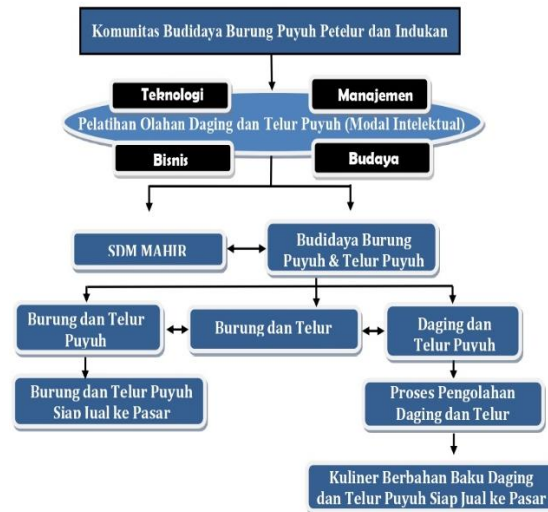 Komunitas Budidaya Burung Puyuh Petelur dan Indukan
Teknologi
Manajemen
Pelatihan Olahan Daging dan Telur Puyuh (Modal Intelektual)
Bisnis
Budaya
SDM MAHIR
Budidaya Burung
Puyuh & Telur Puyuh
Burung dan Telur
Puyuh
Burung dan Telur
Daging dan
Telur Puyuh
Burung dan Telur Puyuh
Siap Jual ke Pasar
Proses Pengolahan
Daging dan Telur
Kuliner Berbahan Baku Daging
dan Telur Puyuh Siap Jual ke Pasar